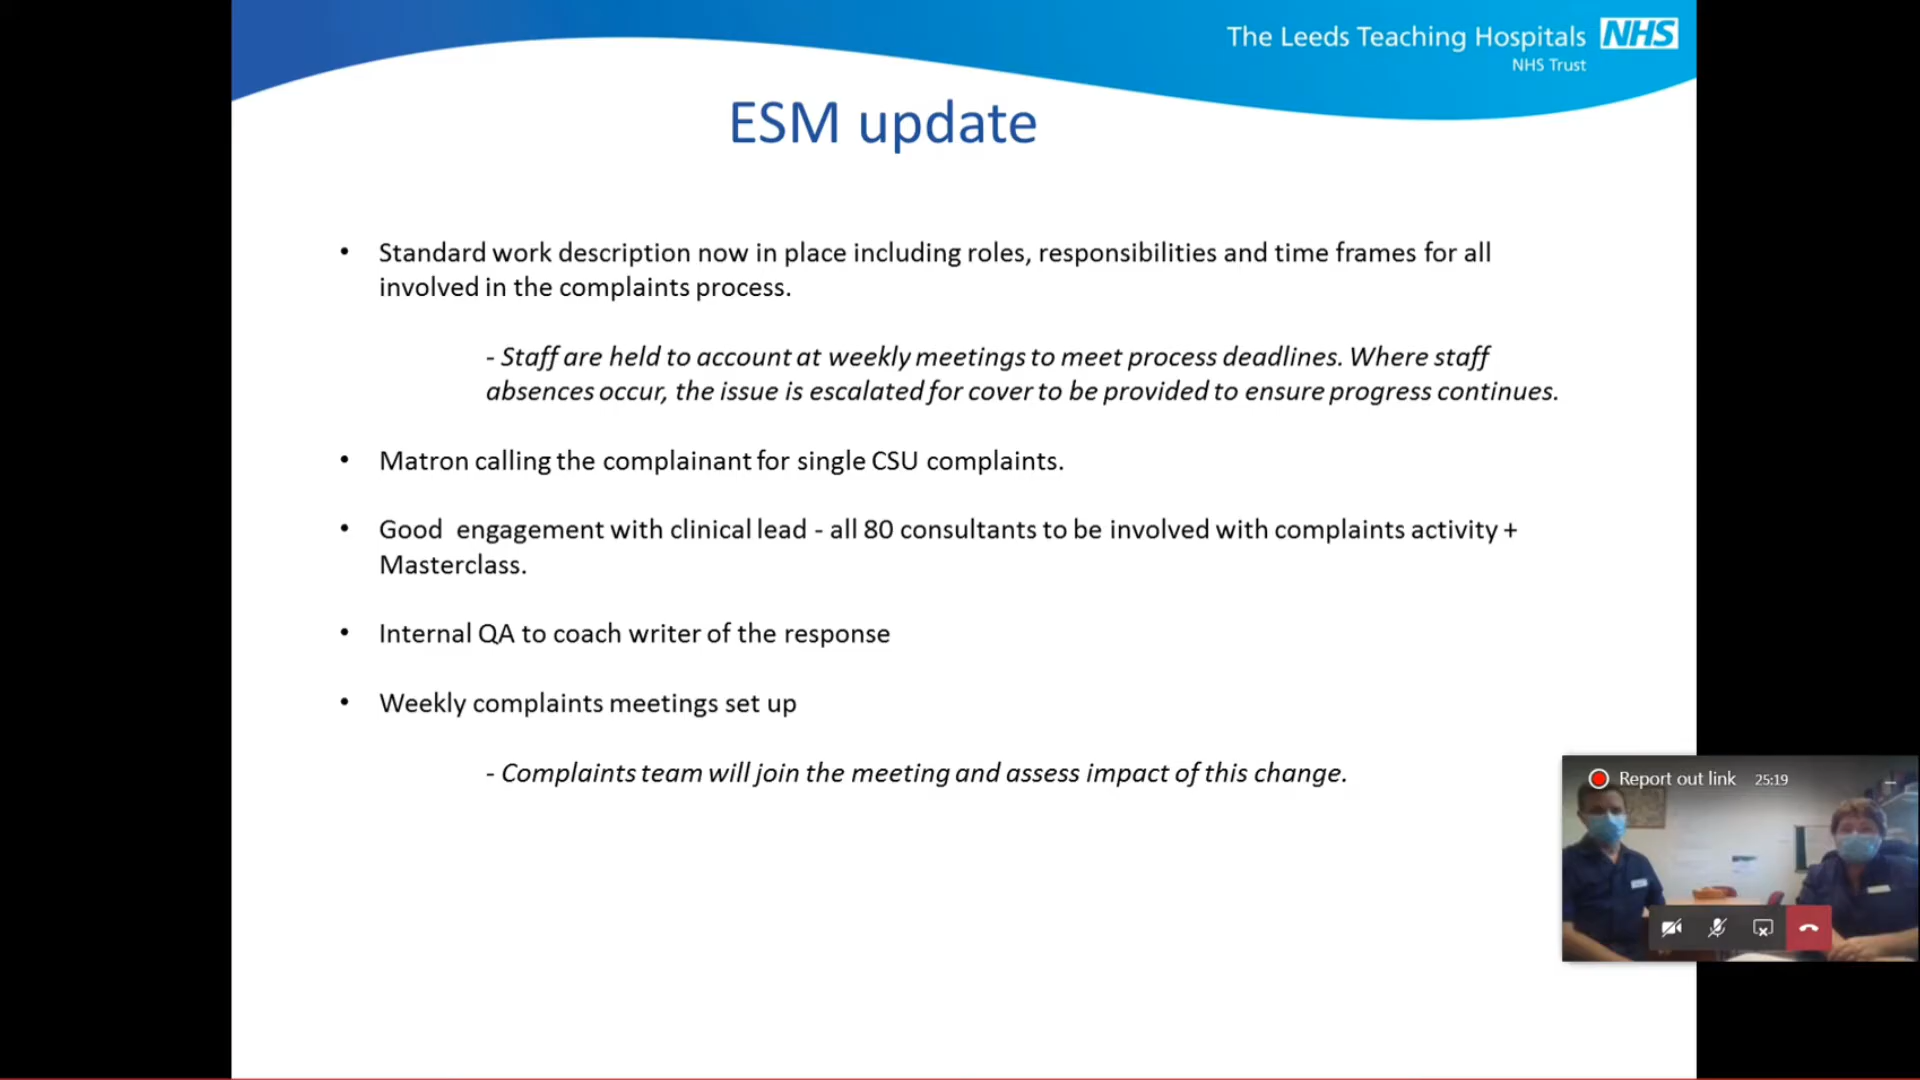 The Leeds Teaching Hospitals NHS
NHS Trust
ESM update
• Standard work description now in place including roles, responsibilities and time frames for all
involved in the complaints process.
- Staff are held to account at weekly meetings to meet process deadlines. Where staff
absences occur, the issue is escalated for cover to be provided to ensure progress continues.
• Matron calling the complainant for single CSU complaints.
• Good  engagement with clinical lead - all 80 consultants to be involved with complaints activity +
Masterclass.
• Internal QA to coach writer of the response
• Weekly complaints meetings set up
- Complaints team will join the meeting and assess impact of this change.
Report out link 25:19